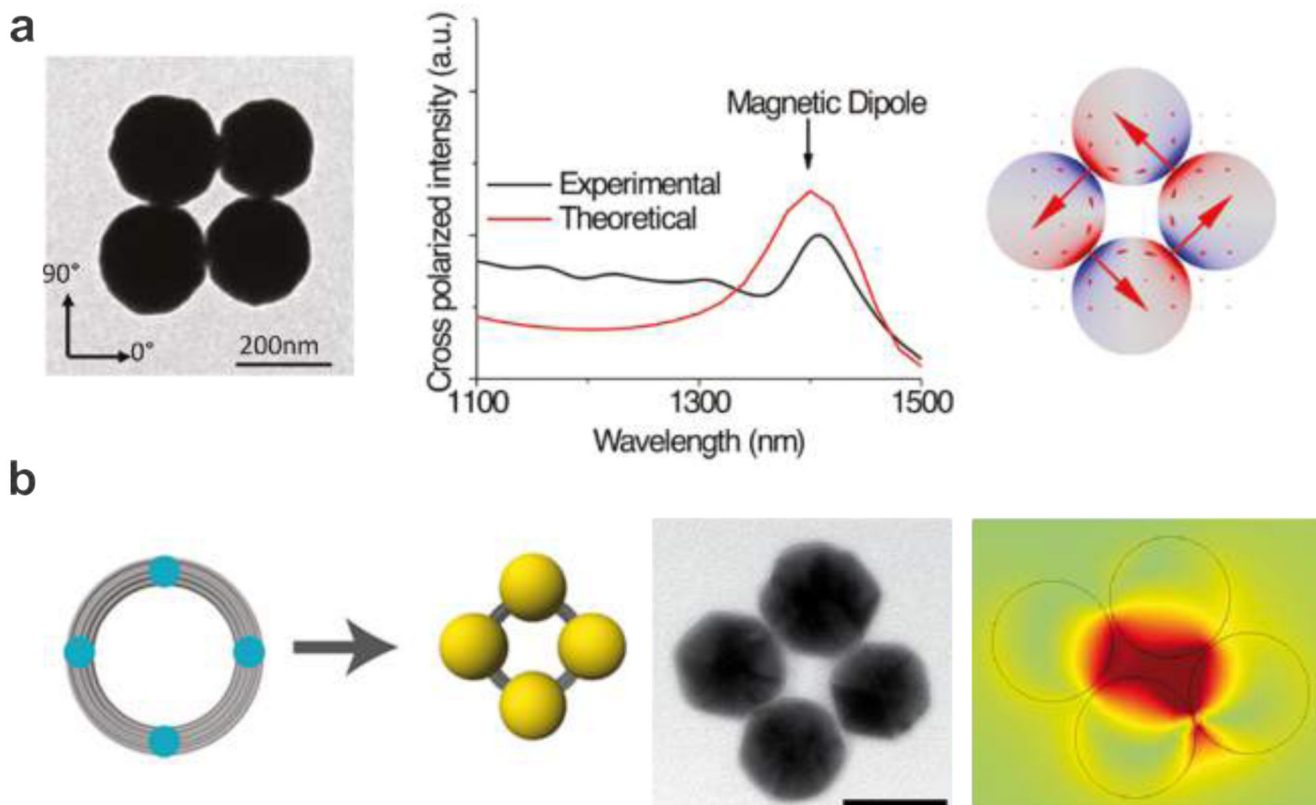 a
90°
0°
200nm
Cross polarized intensity (a.u.)
Magnetic Dipole
Experimental
Theoretical
1100
1300
1500
Wavelength (nm)
b